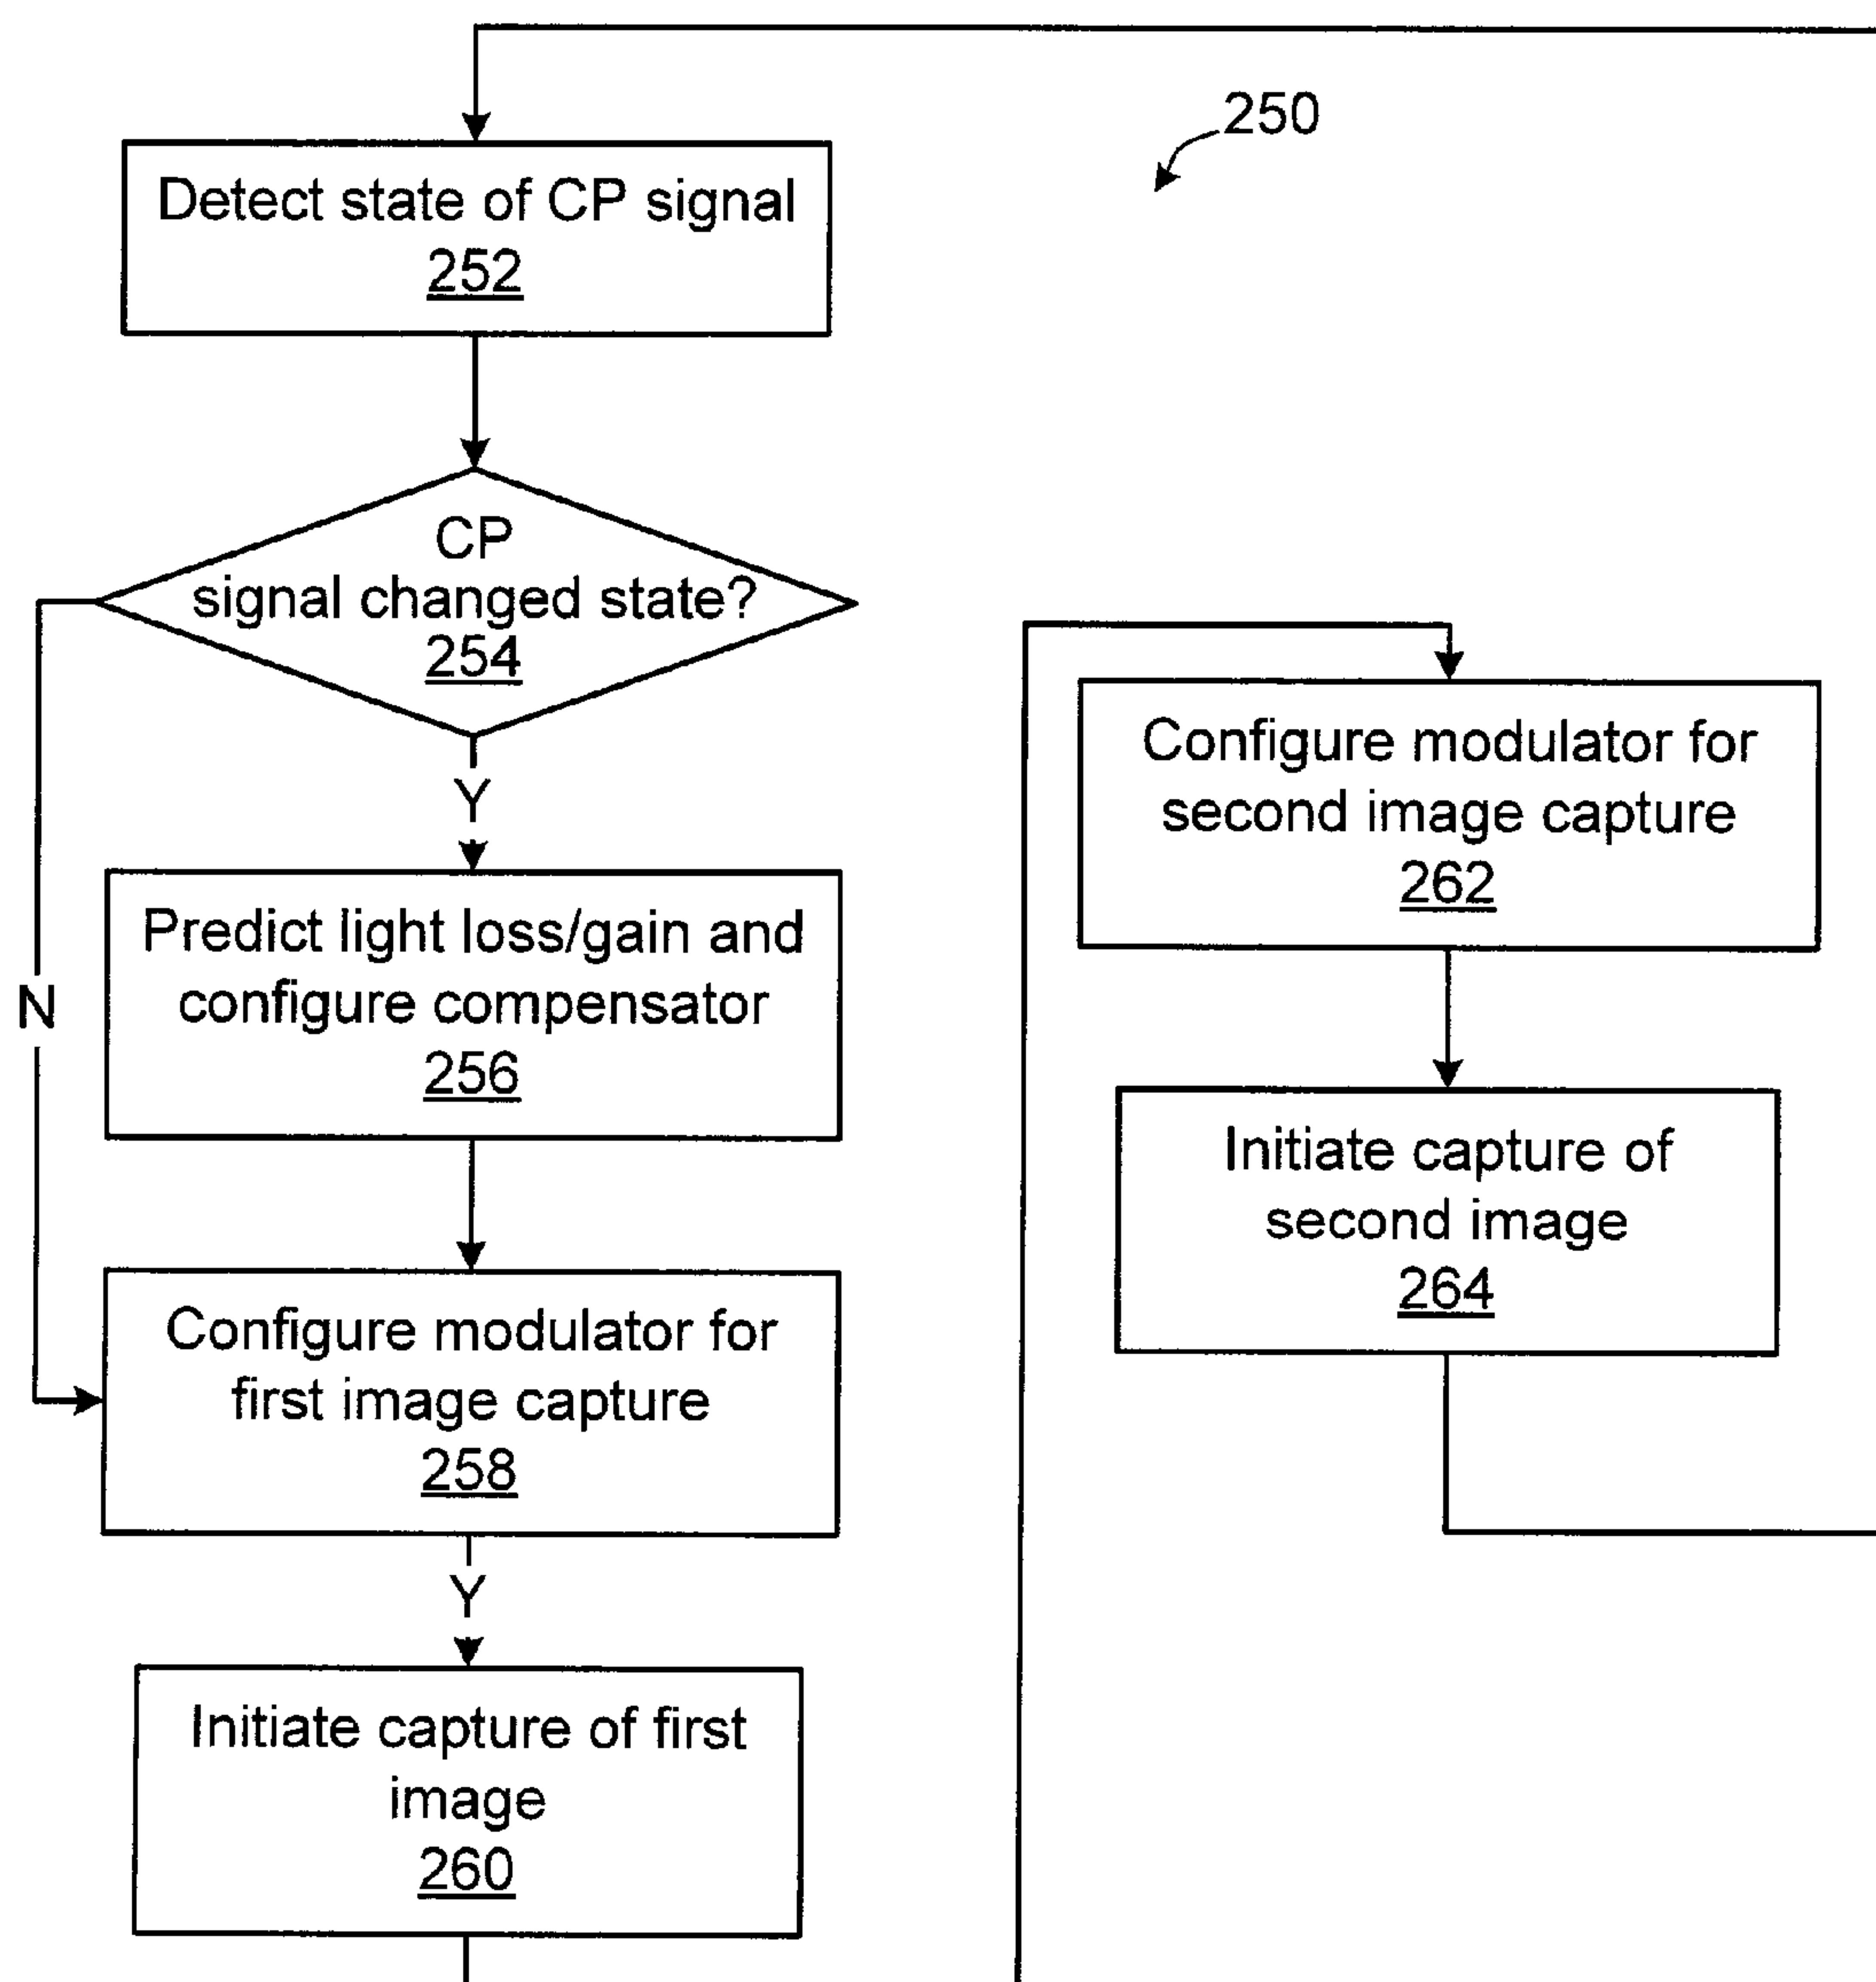 250
Detect state of CP signal
252
CP
signal changed state?
254
Y
N
Predict light loss/gain and
configure compensator
256
Configure modulator for
first image capture
258
Y
Initiate capture of first
image
260
Configure modulator for
second image capture
262
Initiate capture of
second image
264